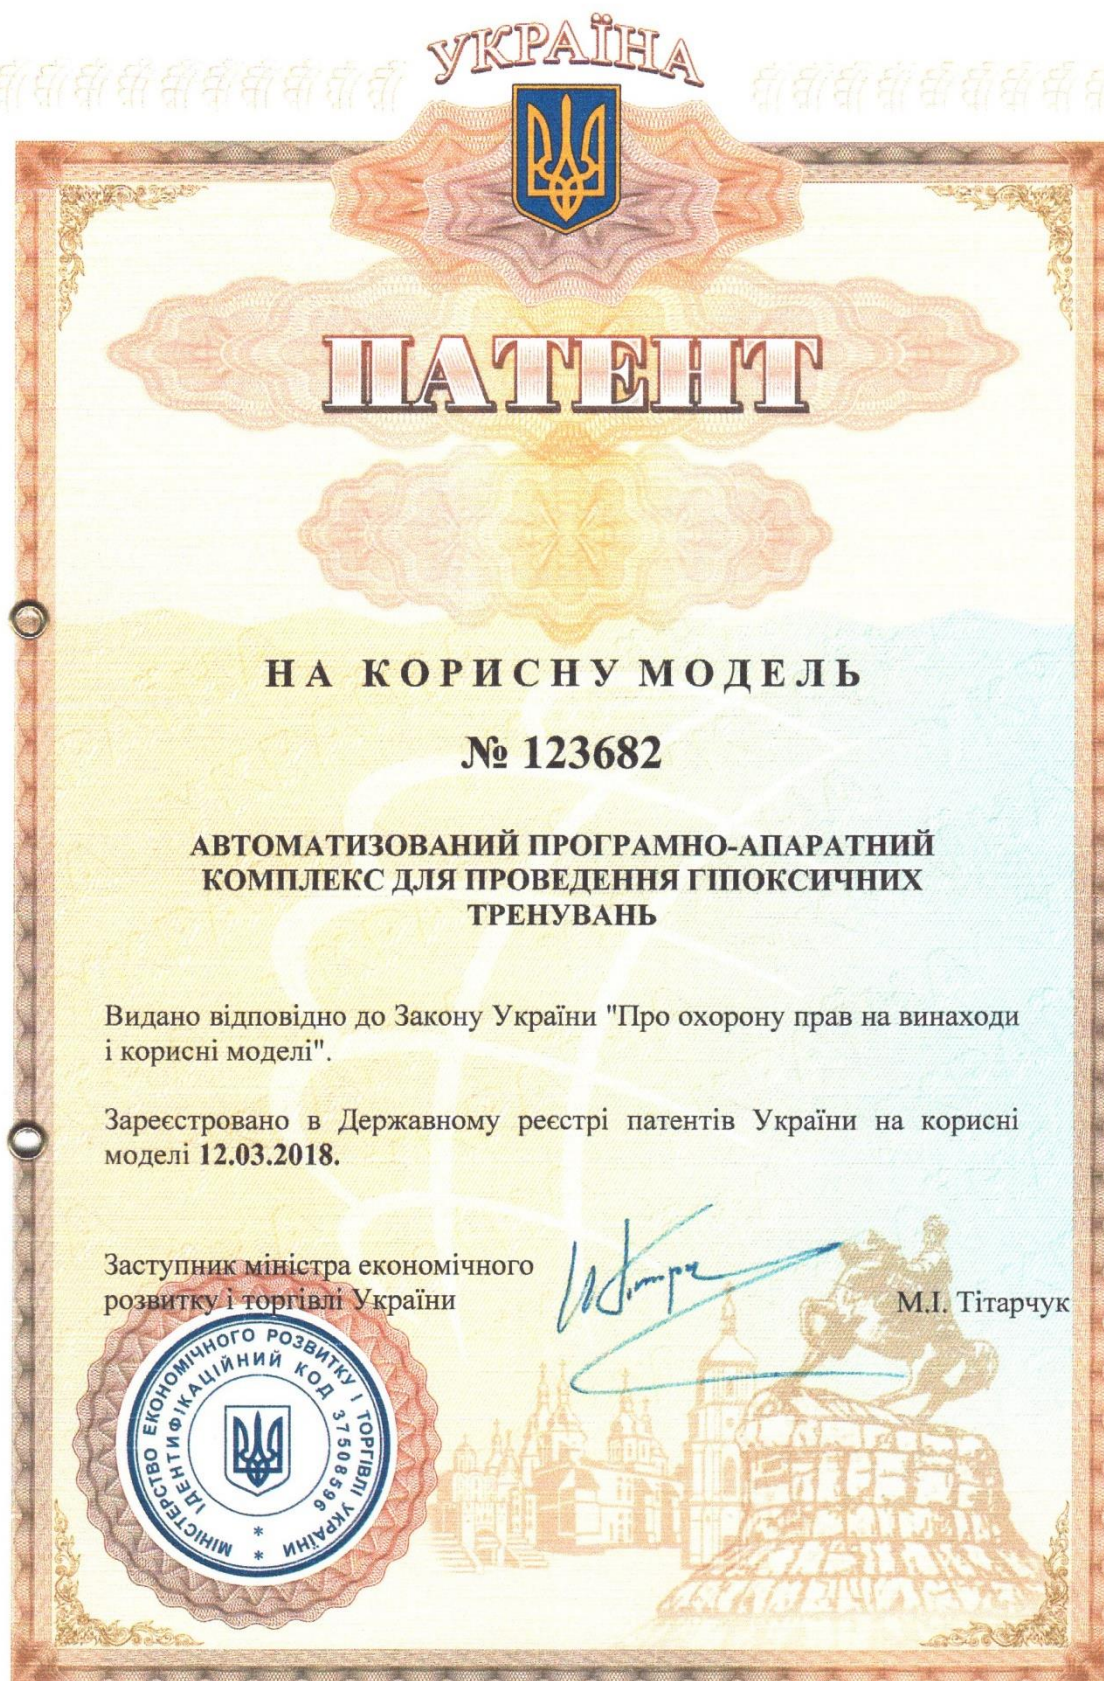 УКРАЇНА
ПАТЕНТ
НА КОРИСНУ МОДЕЛЬ
№ 123682
АВТОМАТИЗОВАНИЙ ПРОГРАМНО-АПАРАТНИЙ
КОМПЛЕКС ДЛЯ ПРОВЕДЕННЯ ГІПОКСИЧНИХ
ТРЕНУВАНЬ
Видано відповідно до Закону України "Про охорону прав на винаходи
і корисні моделі".
Зареєстровано в Державному реєстрі патентів України на корисні
моделі 12.03.2018.
Заступник міністра економічного
розвитку і торгівлі України
М.І. Тітарчук
МІНІСТЕРСТВО ЕКОНОМІЧНОГО РОЗВИТКУ І ТОРГІВЛІ УКРАЇНИ
ІДЕНТИФІКАЦІЙНИЙ КОД 37508596